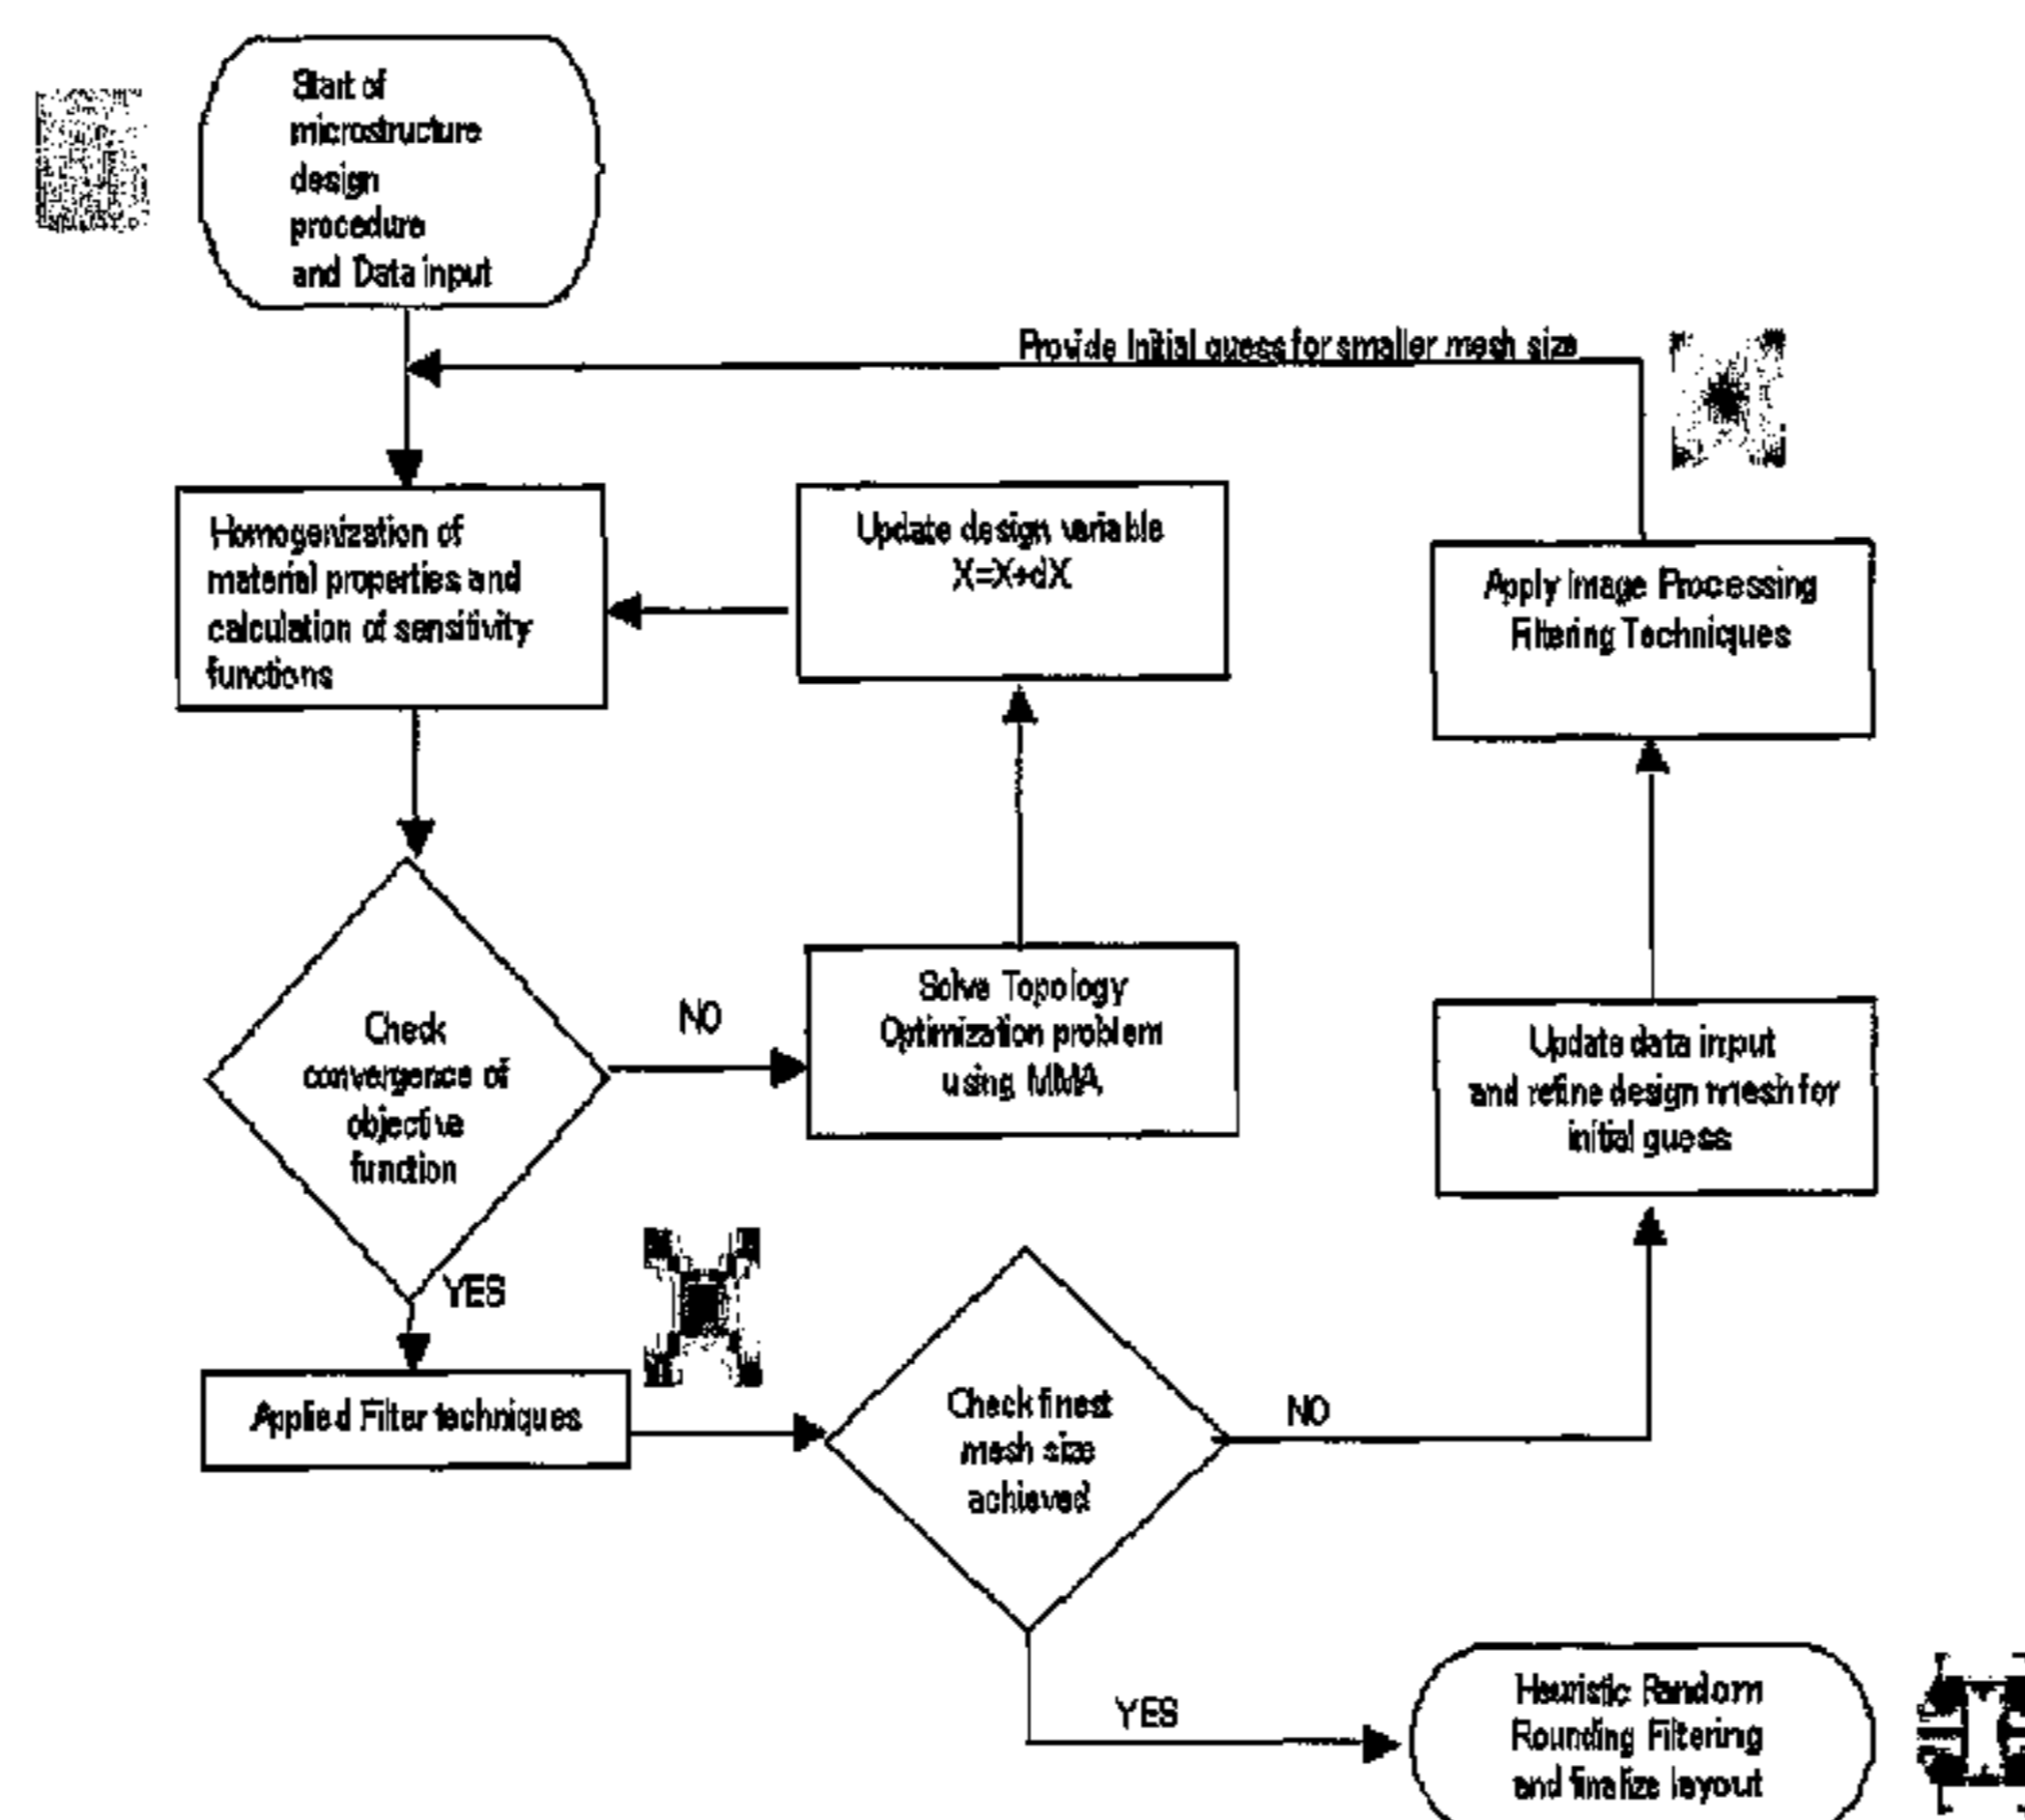 Start of
microstructure
design
procedure
and Data input
Provide Initial guess for smaller mesh size
Homogenization of
material properties and
calculation of sensitivity
functions
Update design variable
X=X+dX
Apply Image Processing
Filtering Techniques
Check
convergence of
objective
function
NO
Solve Topology
Optimization problem
using MMA
Update data input
and refine design mesh for
initial guess
YES
Applied Filter techniques
Check finest
mesh size
achieved
NO
YES
Heuristic Random
Rounding Filtering
and finalize layout